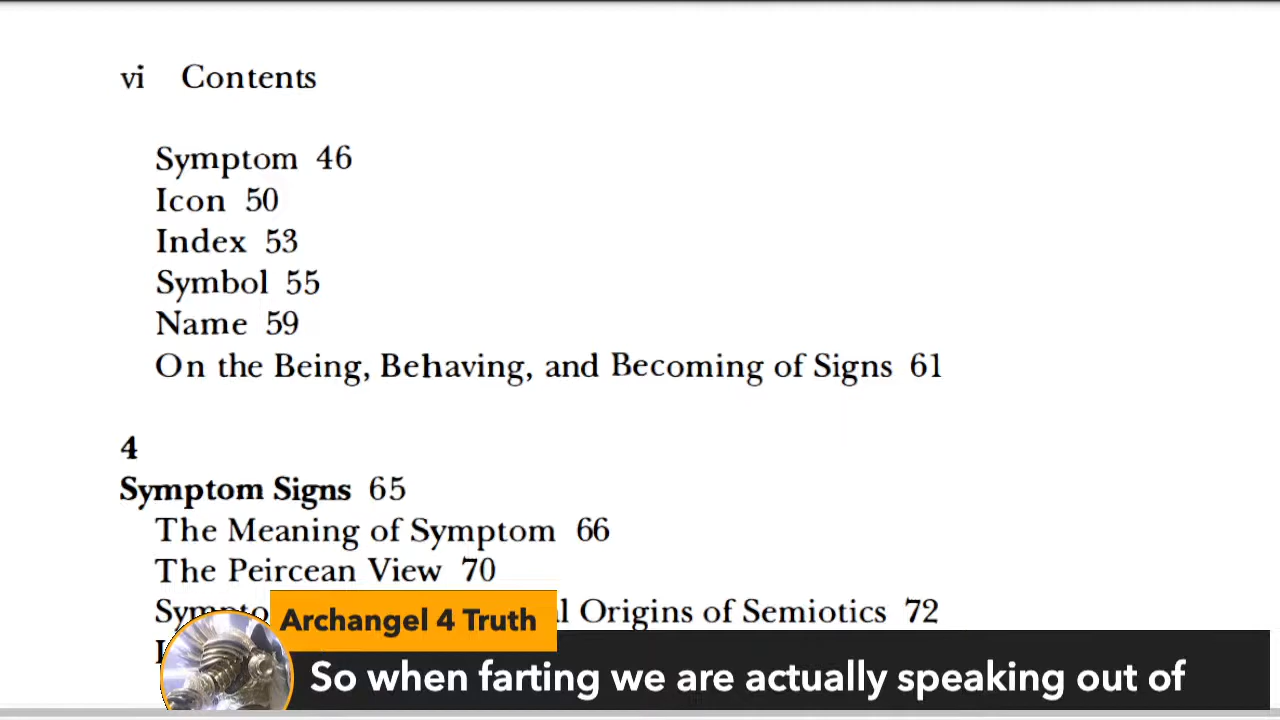 vi Contents
Symptom 46
Icon 50
Index 53
Symbol 55
Name 59
On the Being, Behaving, and Becoming of Signs 61
4
Symptom Signs 65
The Meaning of Symptom 66
The Peircean View 70
Origins of Semiotics 72
Archangel 4 Truth
So when farting we are actually speaking out of